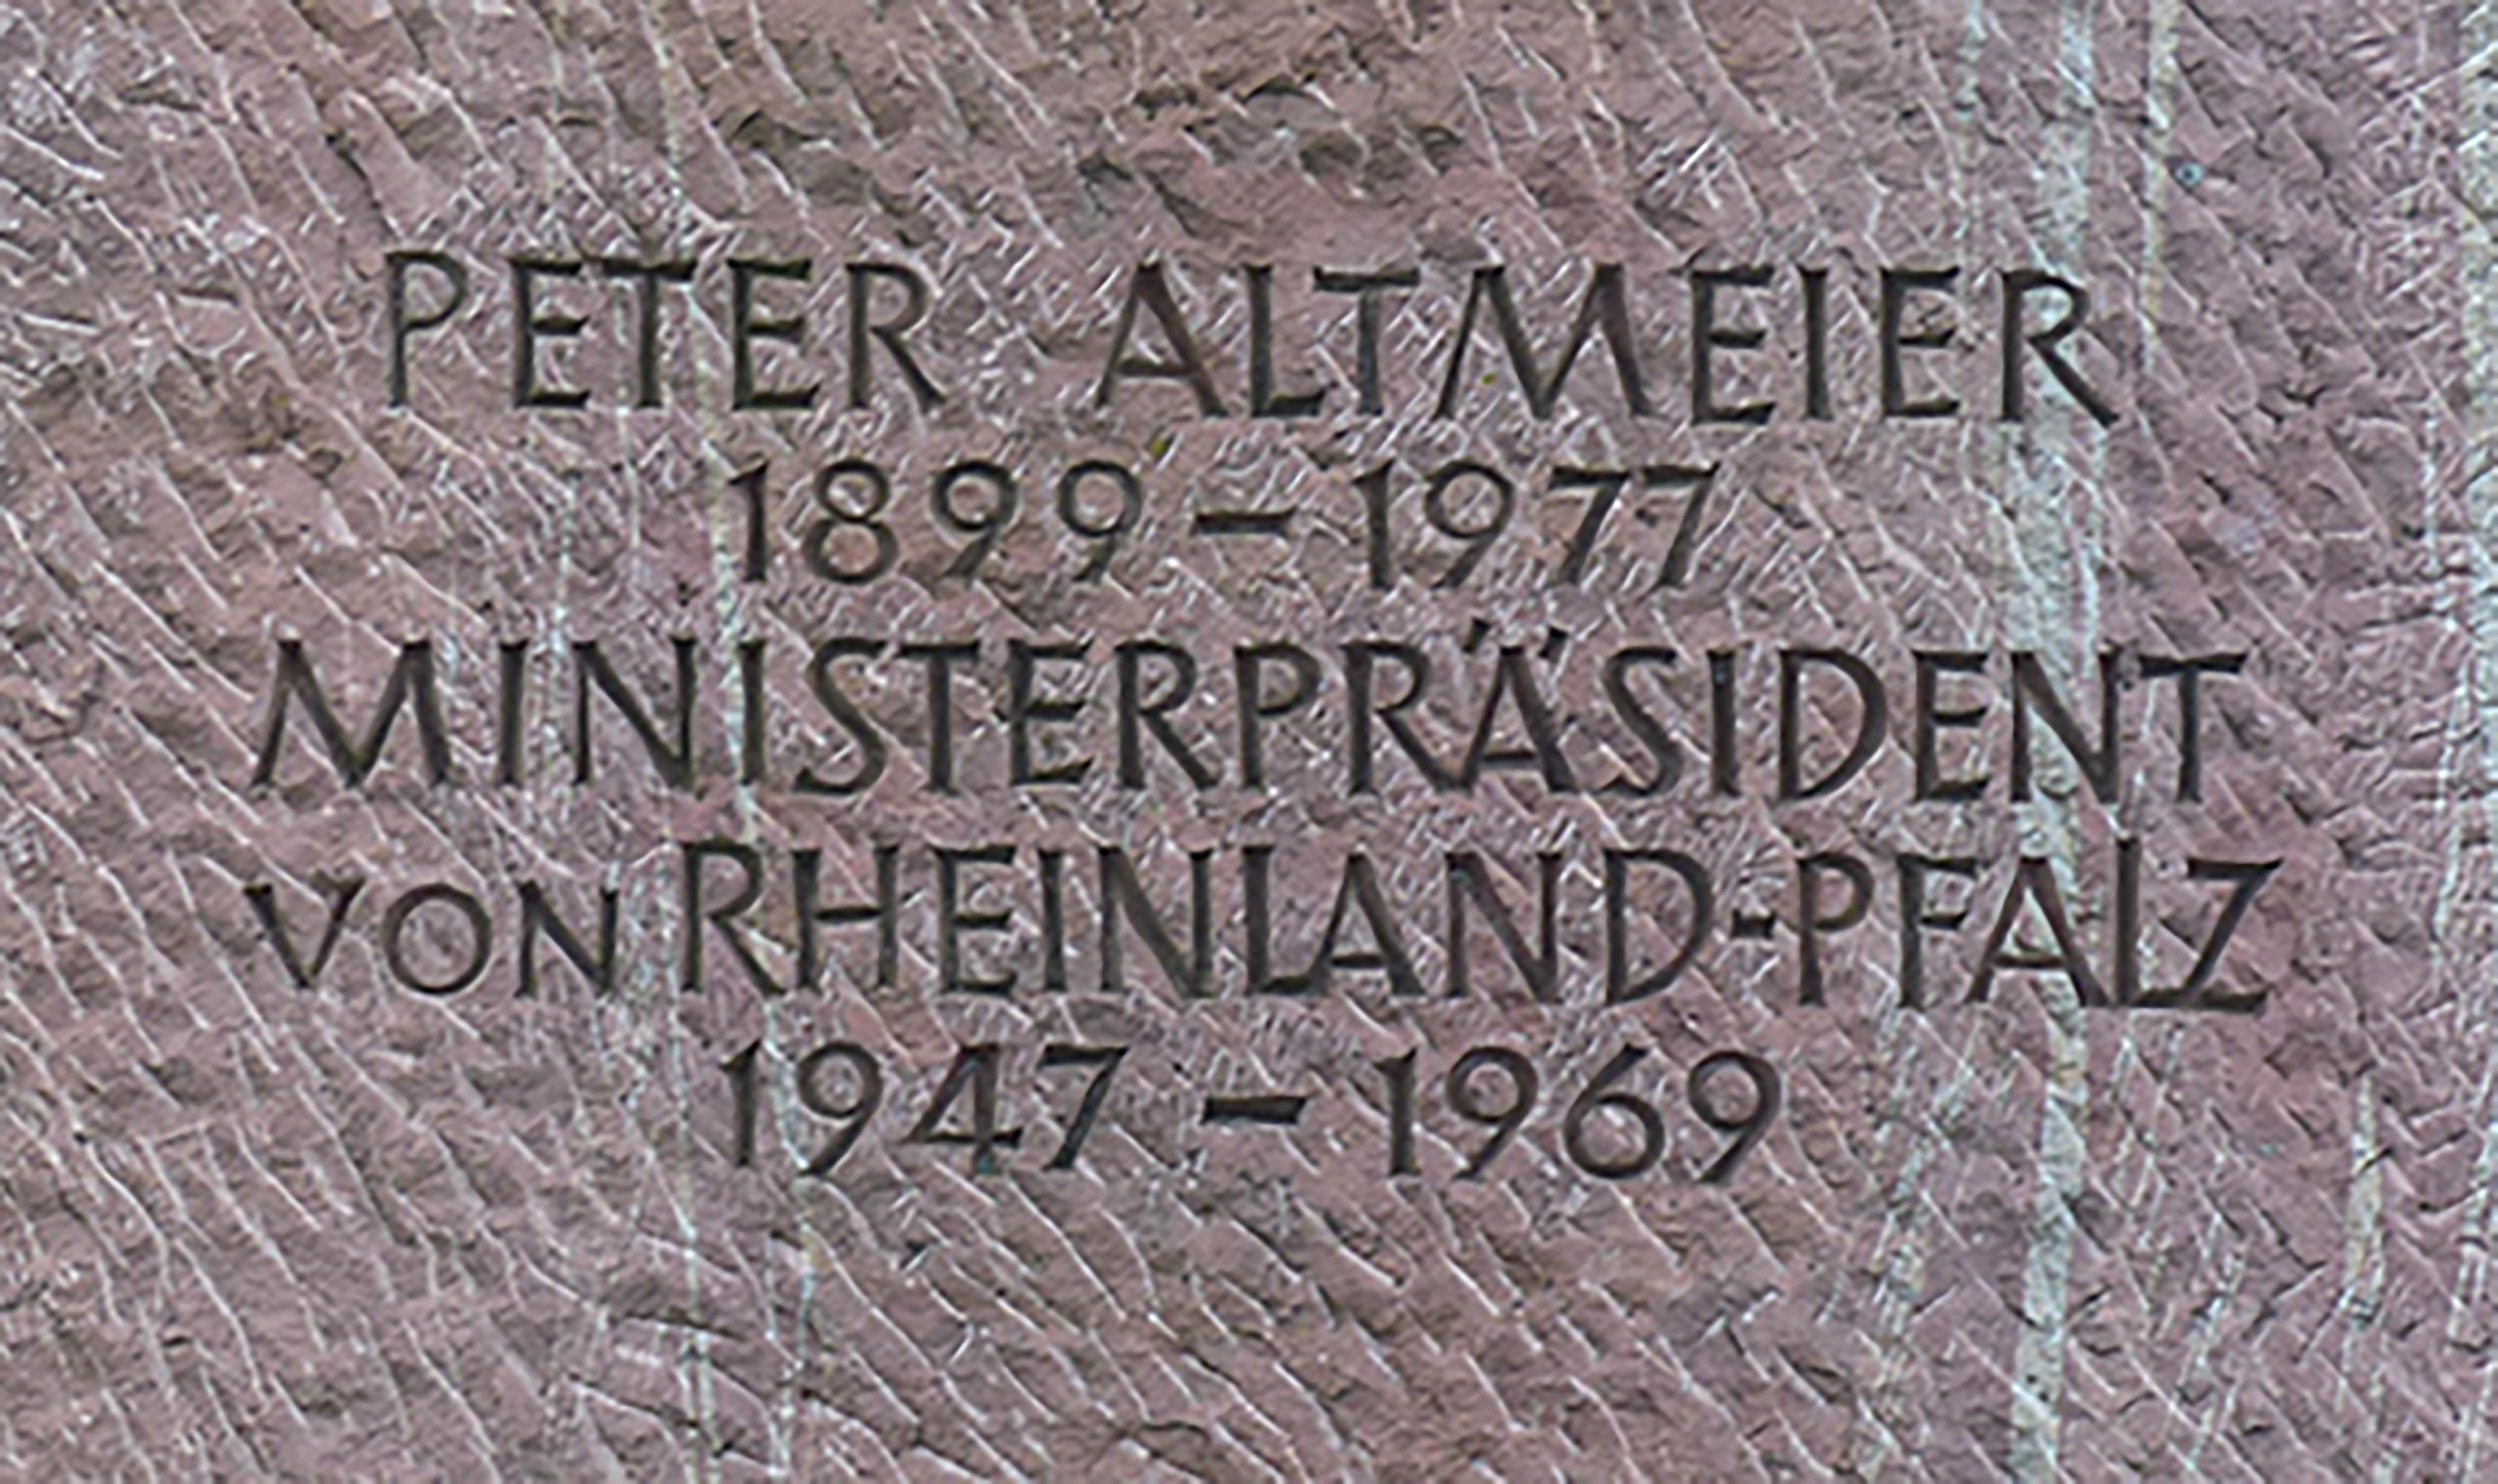 PETER ALTMEIER
1899 – 1977
MINISTERPRÄSIDENT
VON RHEINLAND-PFALZ
1947 – 1969